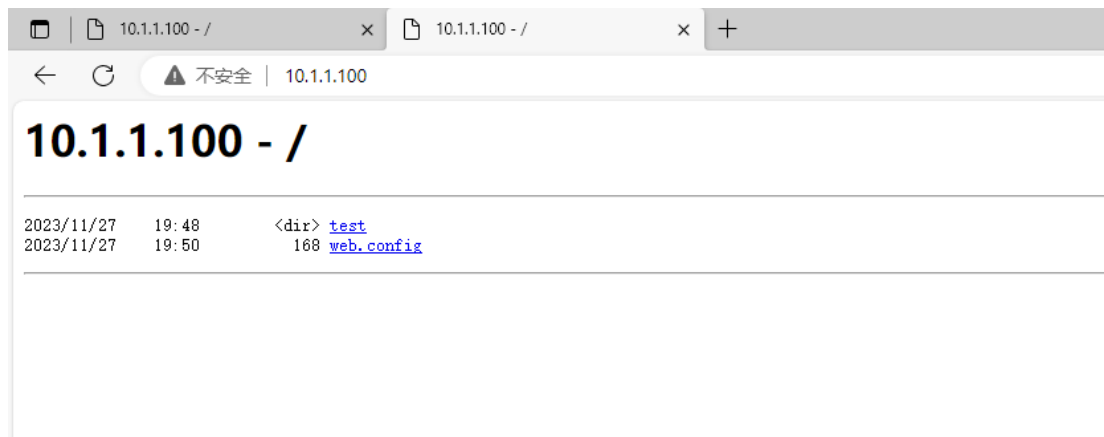 10.1.1.100 - /
10.1.1.100 - /
不安全 10.1.1.100
10.1.1.100 - /
2023/11/27 19:48 <dir> test
2023/11/27 19:50 168 web.config